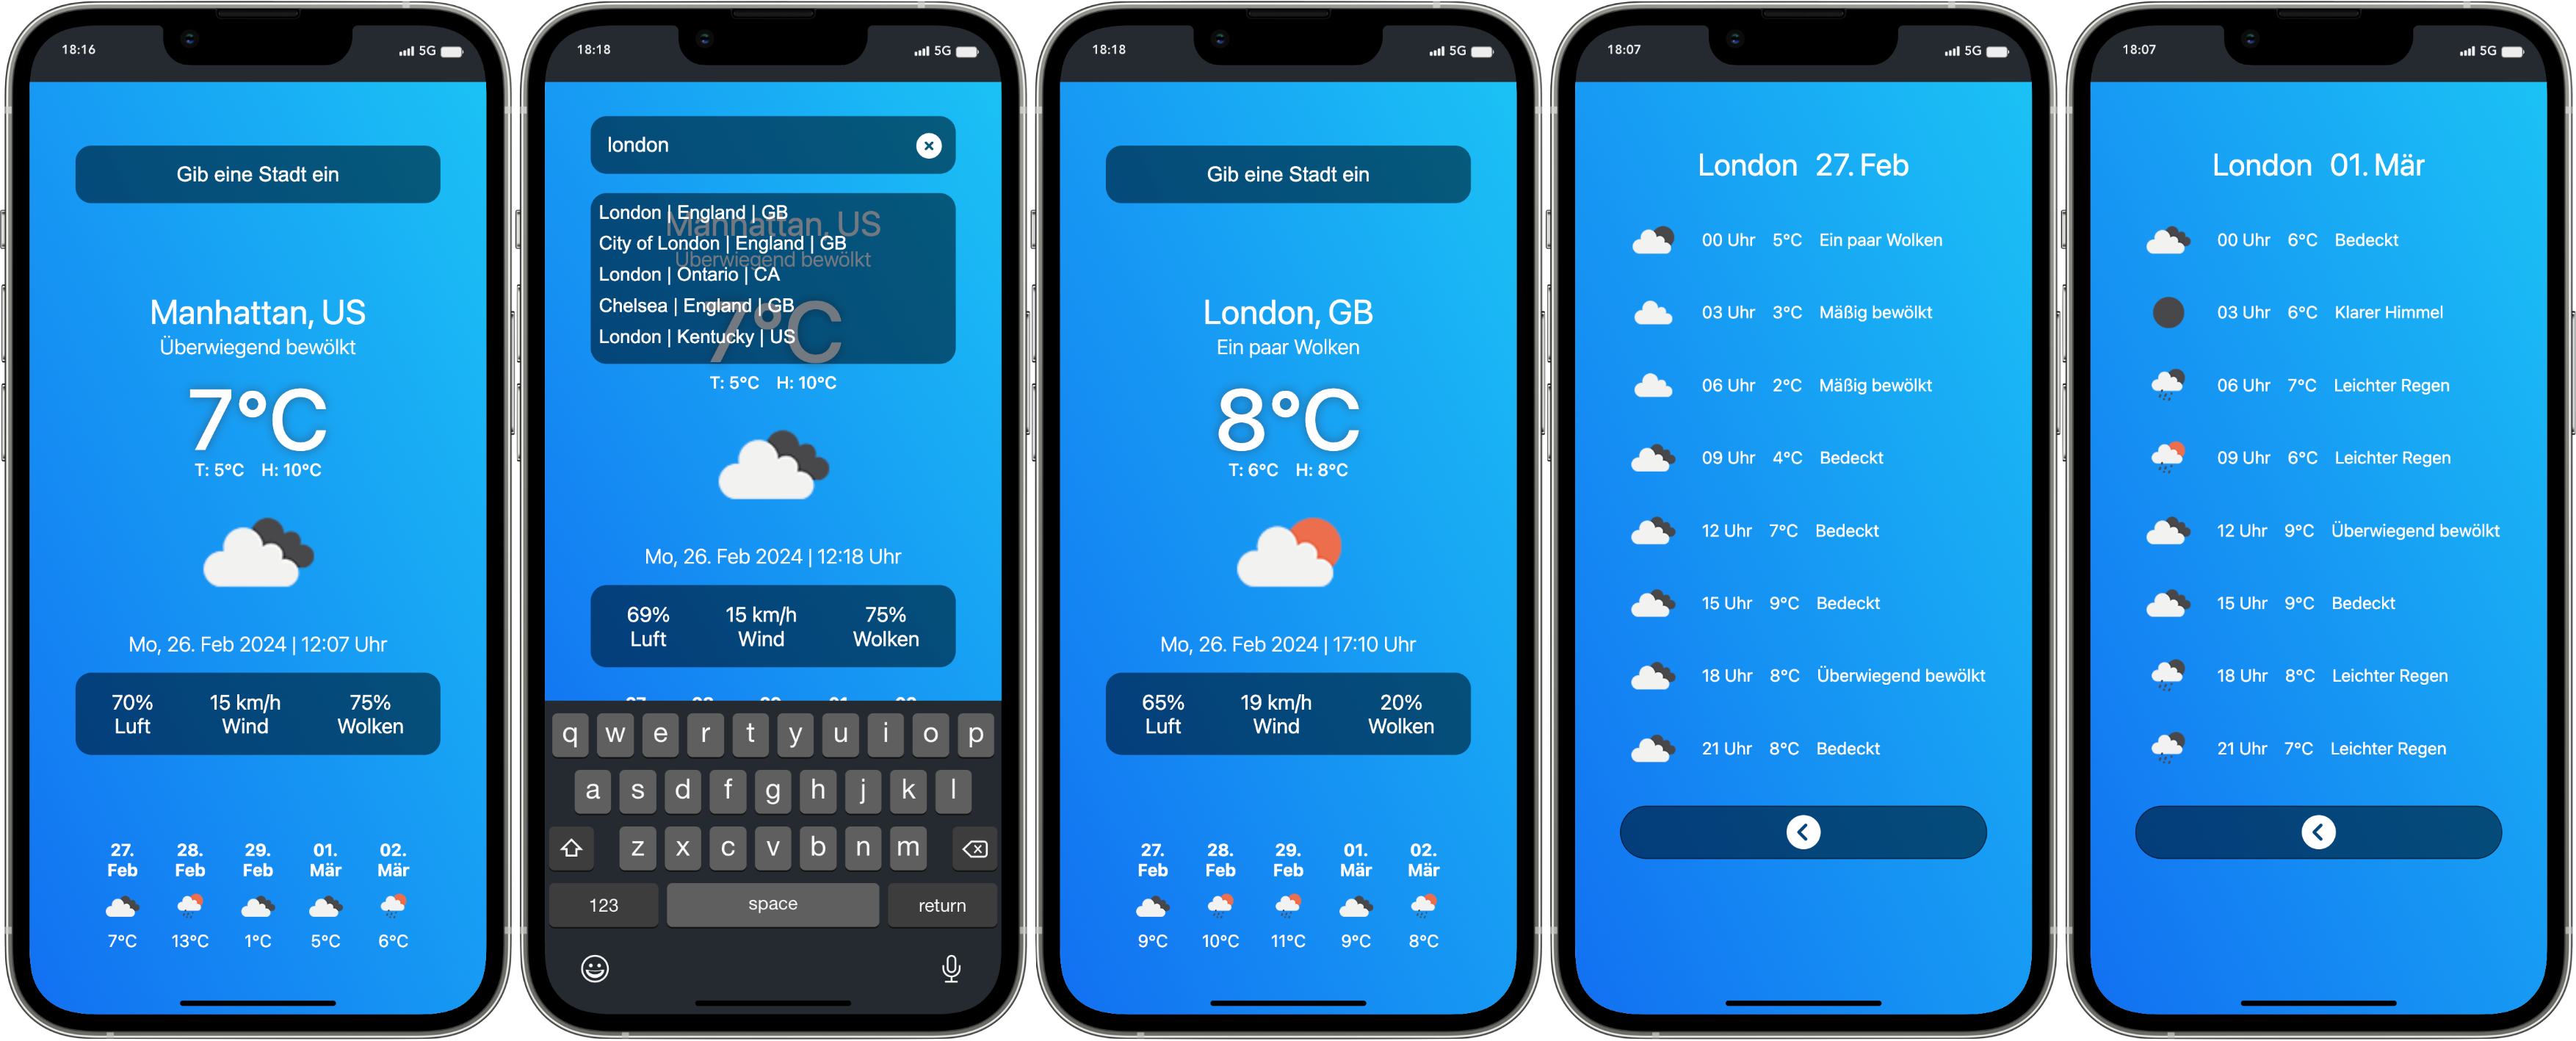 18:16
5G
Gib eine Stadt ein
Manhattan, US
Überwiegend bewölkt
7°C
T: 5°C H: 10°C
Mo, 26. Feb 2024 | 12:07 Uhr
70% 15 km/h 75%
Luft Wind Wolken
27. 28. 29. 01. 02.
Feb Feb Feb Mär Mär
7°C 13°C 1°C 5°C 6°C
18:18
5G
london
London | England | GB
Manhattan, US
City of London | England | GB
Überwiegend bewölkt
London | Ontario | CA
Chelsea | England | GB
7°C
London | Kentucky | US
T: 5°C H: 10°C
Mo, 26. Feb 2024 | 12:18 Uhr
69% 15 km/h 75%
Luft Wind Wolken
q w e r t y u i o p
a s d f g h j k l
z x c v b n m
123 space return
18:18
5G
Gib eine Stadt ein
London, GB
Ein paar Wolken
8°C
T: 6°C H: 8°C
Mo, 26. Feb 2024 | 17:10 Uhr
65% 19 km/h 20%
Luft Wind Wolken
27. 28. 29. 01. 02.
Feb Feb Feb Mär Mär
9°C 10°C 11°C 9°C 8°C
18:07
5G
London 27. Feb
00 Uhr 5°C Ein paar Wolken
03 Uhr 3°C Mäßig bewölkt
06 Uhr 2°C Mäßig bewölkt
09 Uhr 4°C Bedeckt
12 Uhr 7°C Bedeckt
15 Uhr 9°C Bedeckt
18 Uhr 8°C Überwiegend bewölkt
21 Uhr 8°C Bedeckt
18:07
5G
London 01. Mär
00 Uhr 6°C Bedeckt
03 Uhr 6°C Klarer Himmel
06 Uhr 7°C Leichter Regen
09 Uhr 6°C Leichter Regen
12 Uhr 9°C Überwiegend bewölkt
15 Uhr 9°C Bedeckt
18 Uhr 8°C Leichter Regen
21 Uhr 7°C Leichter Regen